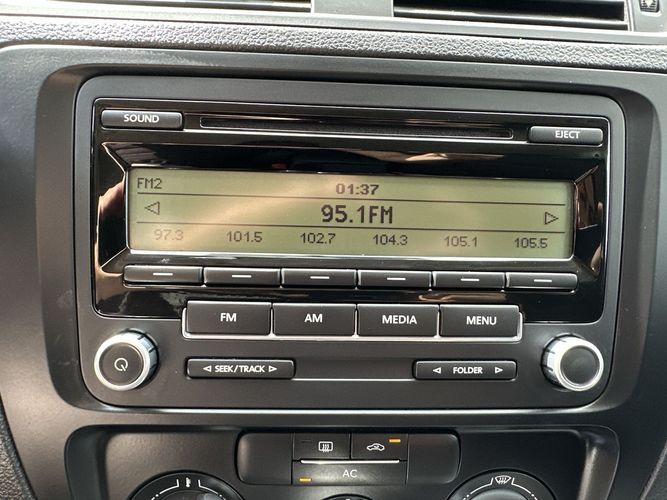 SOUND
EJECT
FM2 01:37
◁ 95.1FM ▷
97.3 101.5 102.7 104.3 105.1 105.5
FM AM MEDIA MENU
◁ SEEK/TRACK ▷ ◁ FOLDER ▷
AC